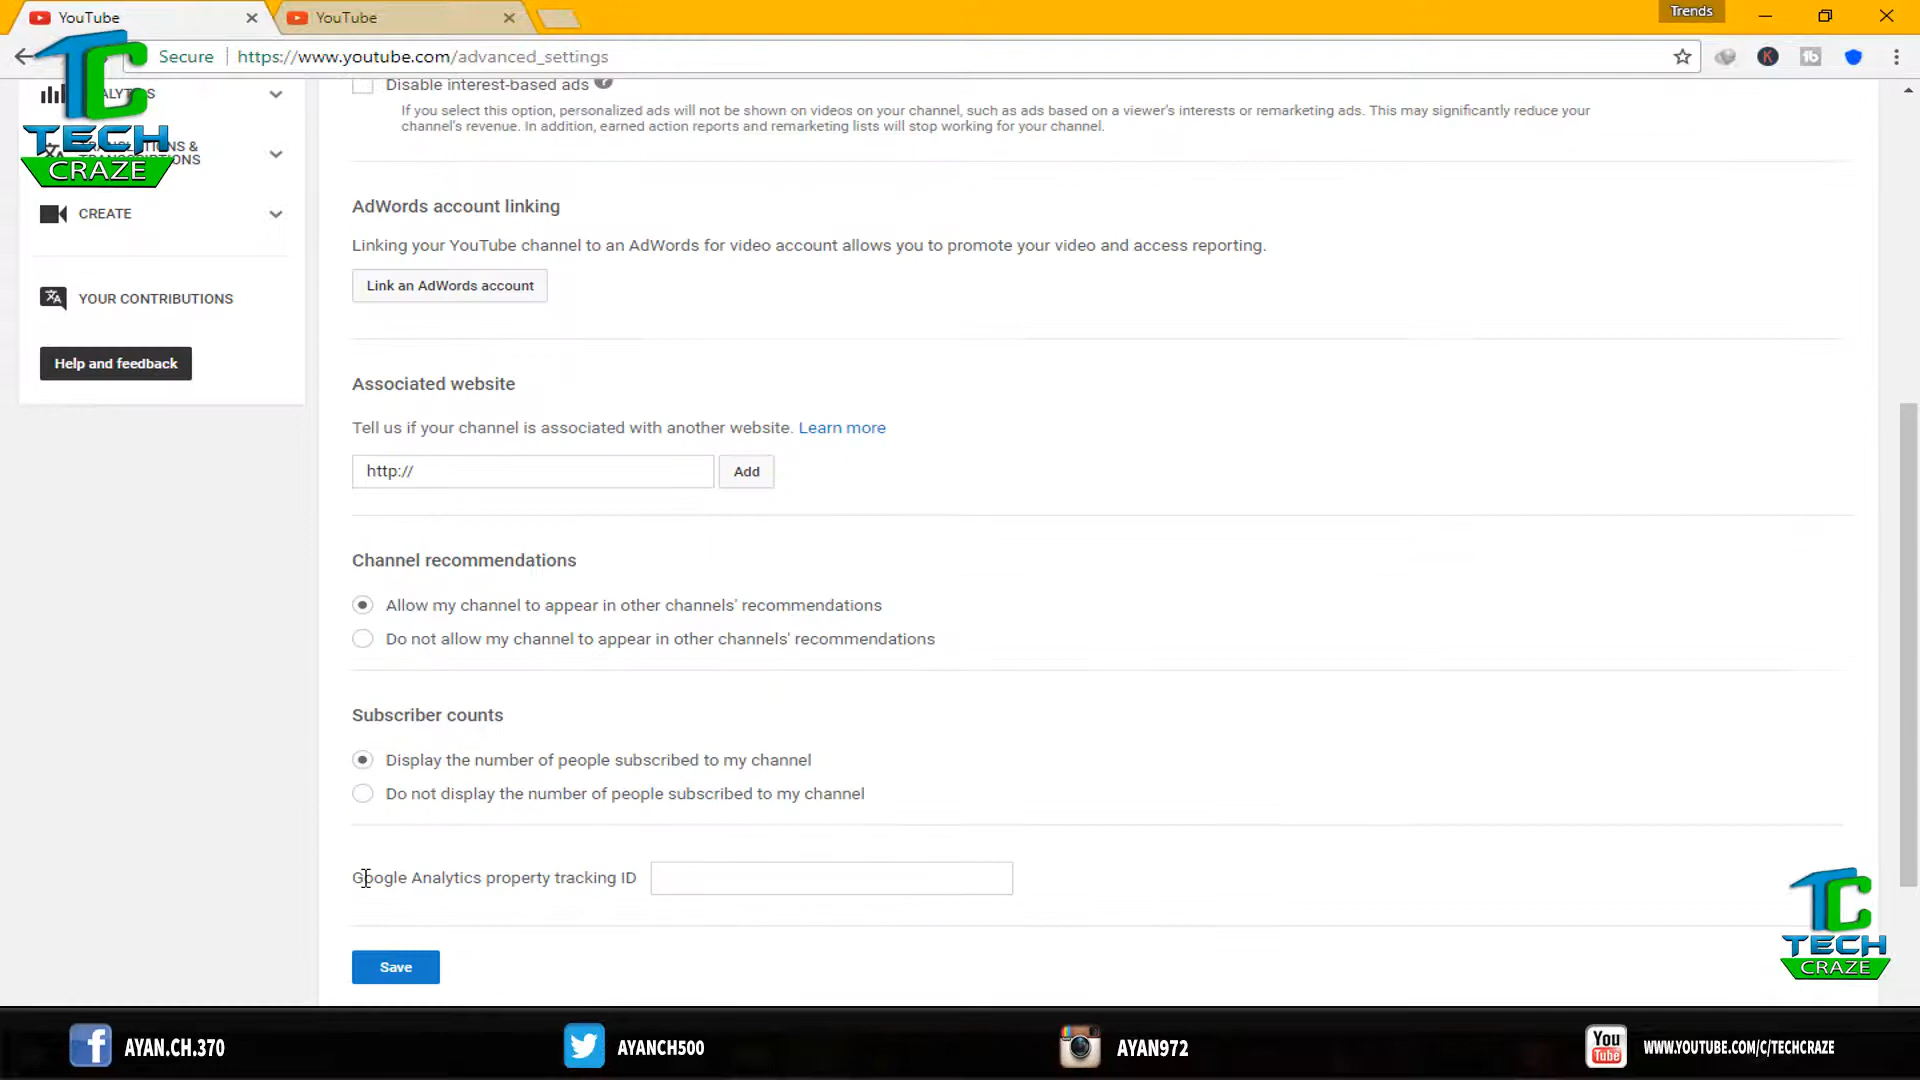 YouTube
YouTube
Trends
Secure
https://www.youtube.com/advanced_settings
TC
TECH
CRAZE
CREATE
YOUR CONTRIBUTIONS
Help and feedback
Disable interest-based ads
If you select this option, personalized ads will not be shown on videos on your channel, such as ads based on a viewer's interests or remarketing ads. This may significantly reduce your
channel's revenue. In addition, earned action reports and remarketing lists will stop working for your channel.
AdWords account linking
Linking your YouTube channel to an AdWords for video account allows you to promote your video and access reporting.
Link an AdWords account
Associated website
Tell us if your channel is associated with another website. Learn more
http://
Add
Channel recommendations
Allow my channel to appear in other channels' recommendations
Do not allow my channel to appear in other channels' recommendations
Subscriber counts
Display the number of people subscribed to my channel
Do not display the number of people subscribed to my channel
Google Analytics property tracking ID
Save
TC
TECH
CRAZE
AYAN.CH.370
AYANCH500
AYAN972
You
Tube
WWW.YOUTUBE.COM/C/TECHCRAZE